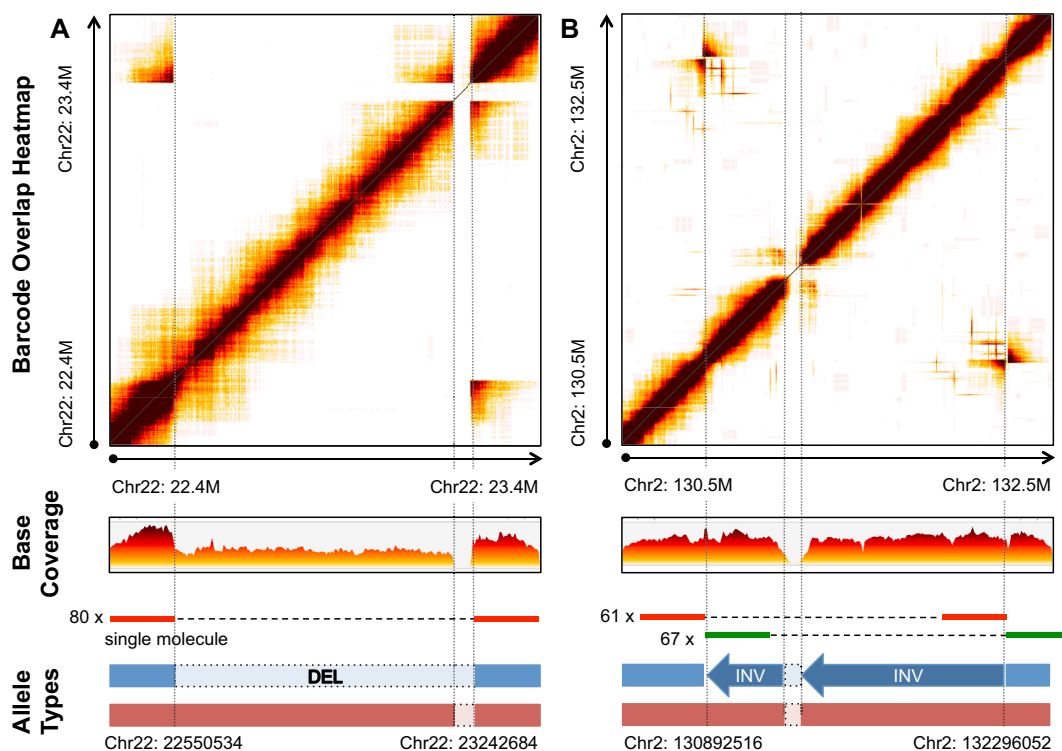 A
B
Barcode Overlap Heatmap
Chr22: 23.4M
Chr22: 22.4M
Chr2: 132.5M
Chr2: 130.5M
Chr22: 22.4M
Chr22: 23.4M
Chr2: 130.5M
Chr2: 132.5M
Base
Coverage
80 x
single molecule
61 x
67 x
Allele
Types
DEL
INV
INV
Chr22: 22550534
Chr22: 23242684
Chr2: 130892516
Chr2: 132296052